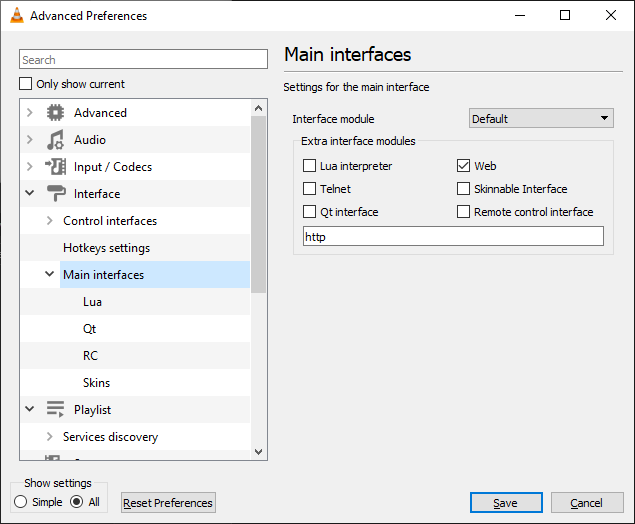 Advanced Preferences
Search
Only show current
Advanced
Audio
Input / Codecs
Interface
Control interfaces
Hotkeys settings
Main interfaces
Lua
Qt
RC
Skins
Playlist
Services discovery
Main interfaces
Settings for the main interface
Interface module Default
Extra interface modules
Lua interpreter Web
Telnet Skinnable Interface
Qt interface Remote control interface
http
Show settings
Simple All Reset Preferences Save Cancel